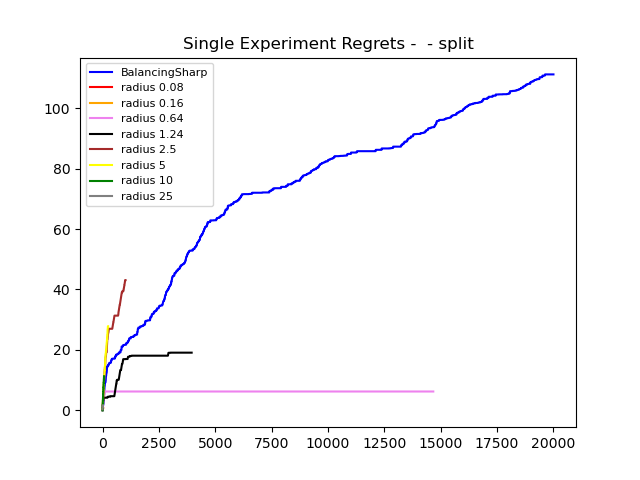 Single Experiment Regrets -  - split
BalancingSharp
radius 0.08
radius 0.16
radius 0.64
radius 1.24
radius 2.5
radius 5
radius 10
radius 25
100
80
60
40
20
0
0 2500 5000 7500 10000 12500 15000 17500 20000